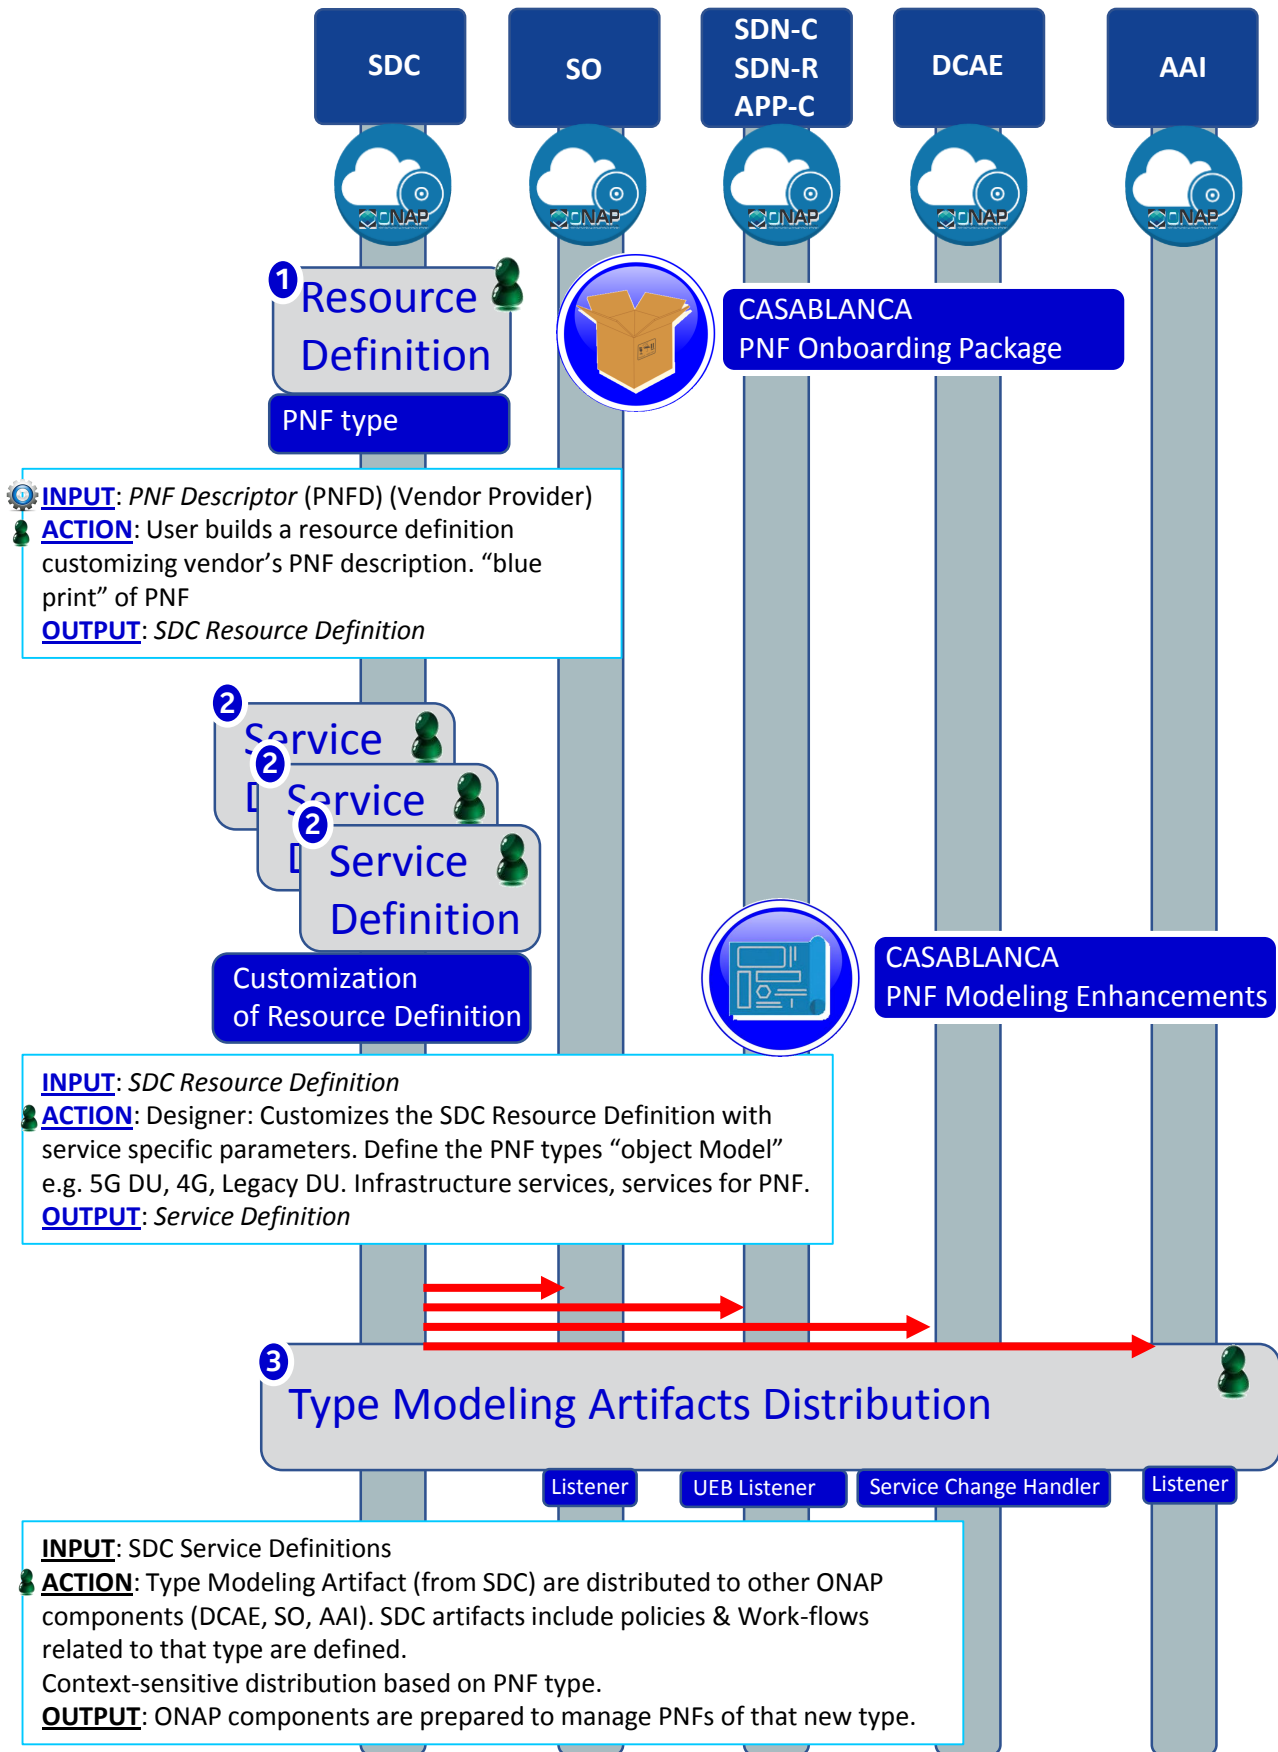 SDC
SO
SDN-C
SDN-R
APP-C
DCAE
AAI
ONAP
ONAP
ONAP
ONAP
ONAP
1
Resource
Definition
PNF type
CASABLANCA
PNF Onboarding Package
INPUT: PNF Descriptor (PNFD) (Vendor Provider)
ACTION: User builds a resource definition
customizing vendor’s PNF description. “blue
print” of PNF
OUTPUT: SDC Resource Definition
2
Service
D
2
Service
D
2
Service
Definition
Customization
of Resource Definition
CASABLANCA
PNF Modeling Enhancements
INPUT: SDC Resource Definition
ACTION: Designer: Customizes the SDC Resource Definition with
service specific parameters. Define the PNF types “object Model”
e.g. 5G DU, 4G, Legacy DU. Infrastructure services, services for PNF.
OUTPUT: Service Definition
3
Type Modeling Artifacts Distribution
Listener
UEB Listener
Service Change Handler
Listener
INPUT: SDC Service Definitions
ACTION: Type Modeling Artifact (from SDC) are distributed to other ONAP
components (DCAE, SO, AAI). SDC artifacts include policies & Work-flows
related to that type are defined.
Context-sensitive distribution based on PNF type.
OUTPUT: ONAP components are prepared to manage PNFs of that new type.